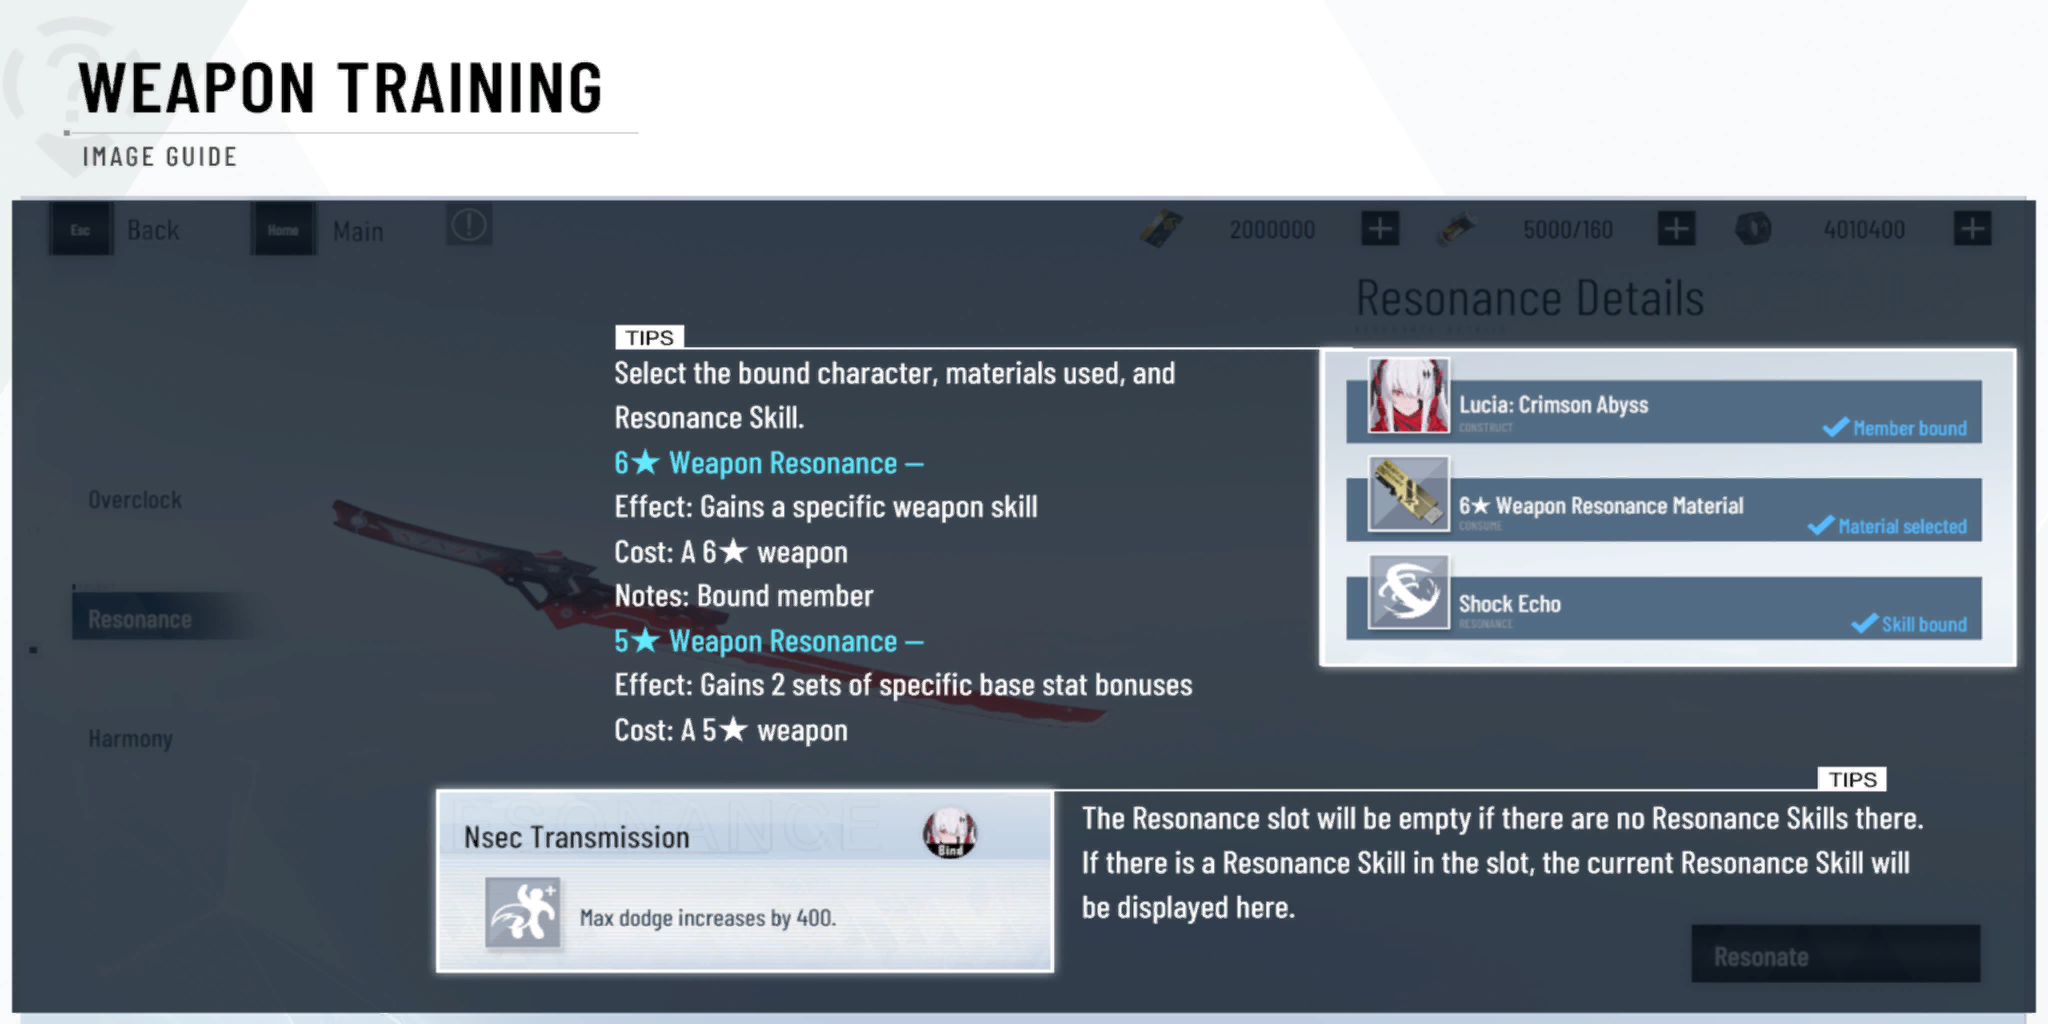 WEAPON TRAINING
IMAGE GUIDE
Esc Back Home Main 2000000 5000/160 4010400
Resonance Details
TIPS
Select the bound character, materials used, and
Resonance Skill.
6★ Weapon Resonance —
Effect: Gains a specific weapon skill
Cost: A 6★ weapon
Notes: Bound member
5★ Weapon Resonance —
Effect: Gains 2 sets of specific base stat bonuses
Cost: A 5★ weapon
Lucia: Crimson Abyss
CONSTRUCT
Member bound
6★ Weapon Resonance Material
CONSUME
Material selected
Shock Echo
RESONANCE
Skill bound
Overclock
Resonance
Harmony
RESONANCE
Nsec Transmission
Bind
Max dodge increases by 400.
TIPS
The Resonance slot will be empty if there are no Resonance Skills there.
If there is a Resonance Skill in the slot, the current Resonance Skill will
be displayed here.
Resonate